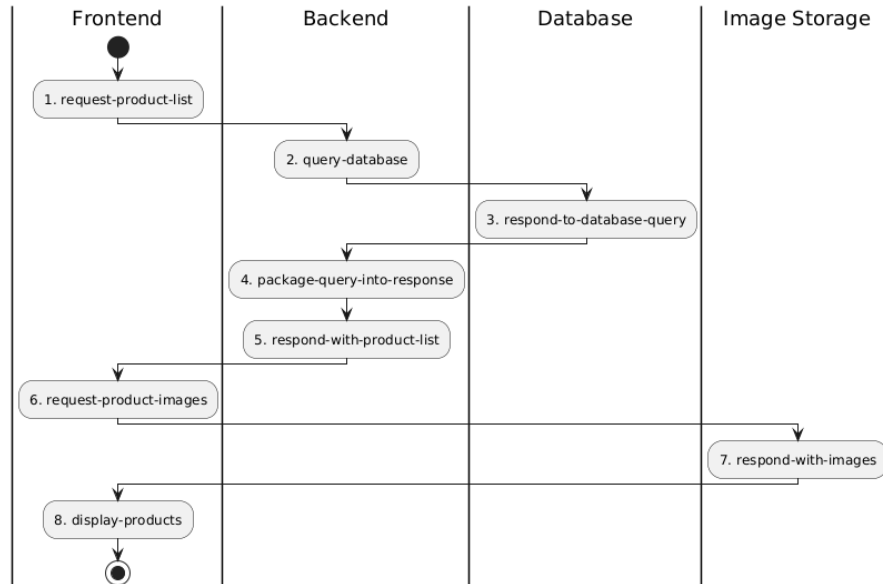 Frontend
Backend
Database
Image Storage
1. request-product-list
2. query-database
3. respond-to-database-query
4. package-query-into-response
5. respond-with-product-list
6. request-product-images
7. respond-with-images
8. display-products